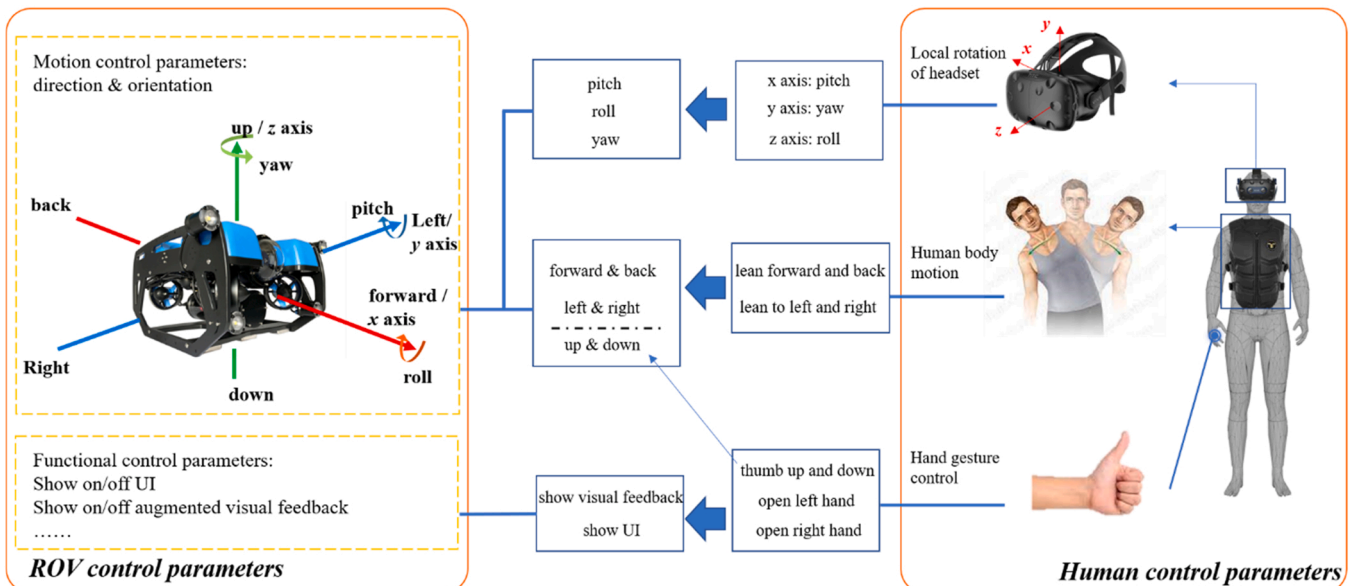 Motion control parameters:
direction & orientation
up / z axis
yaw
back
pitch
Left/
y axis
forward /
x axis
Right
roll
down
Functional control parameters:
Show on/off UI
Show on/off augmented visual feedback
……
ROV control parameters
pitch
roll
yaw
forward & back
left & right
up & down
show visual feedback
show UI
x axis: pitch
y axis: yaw
z axis: roll
lean forward and back
lean to left and right
thumb up and down
open left hand
open right hand
Local rotation
of headset
y
x
z
Human body
motion
Hand gesture
control
Human control parameters